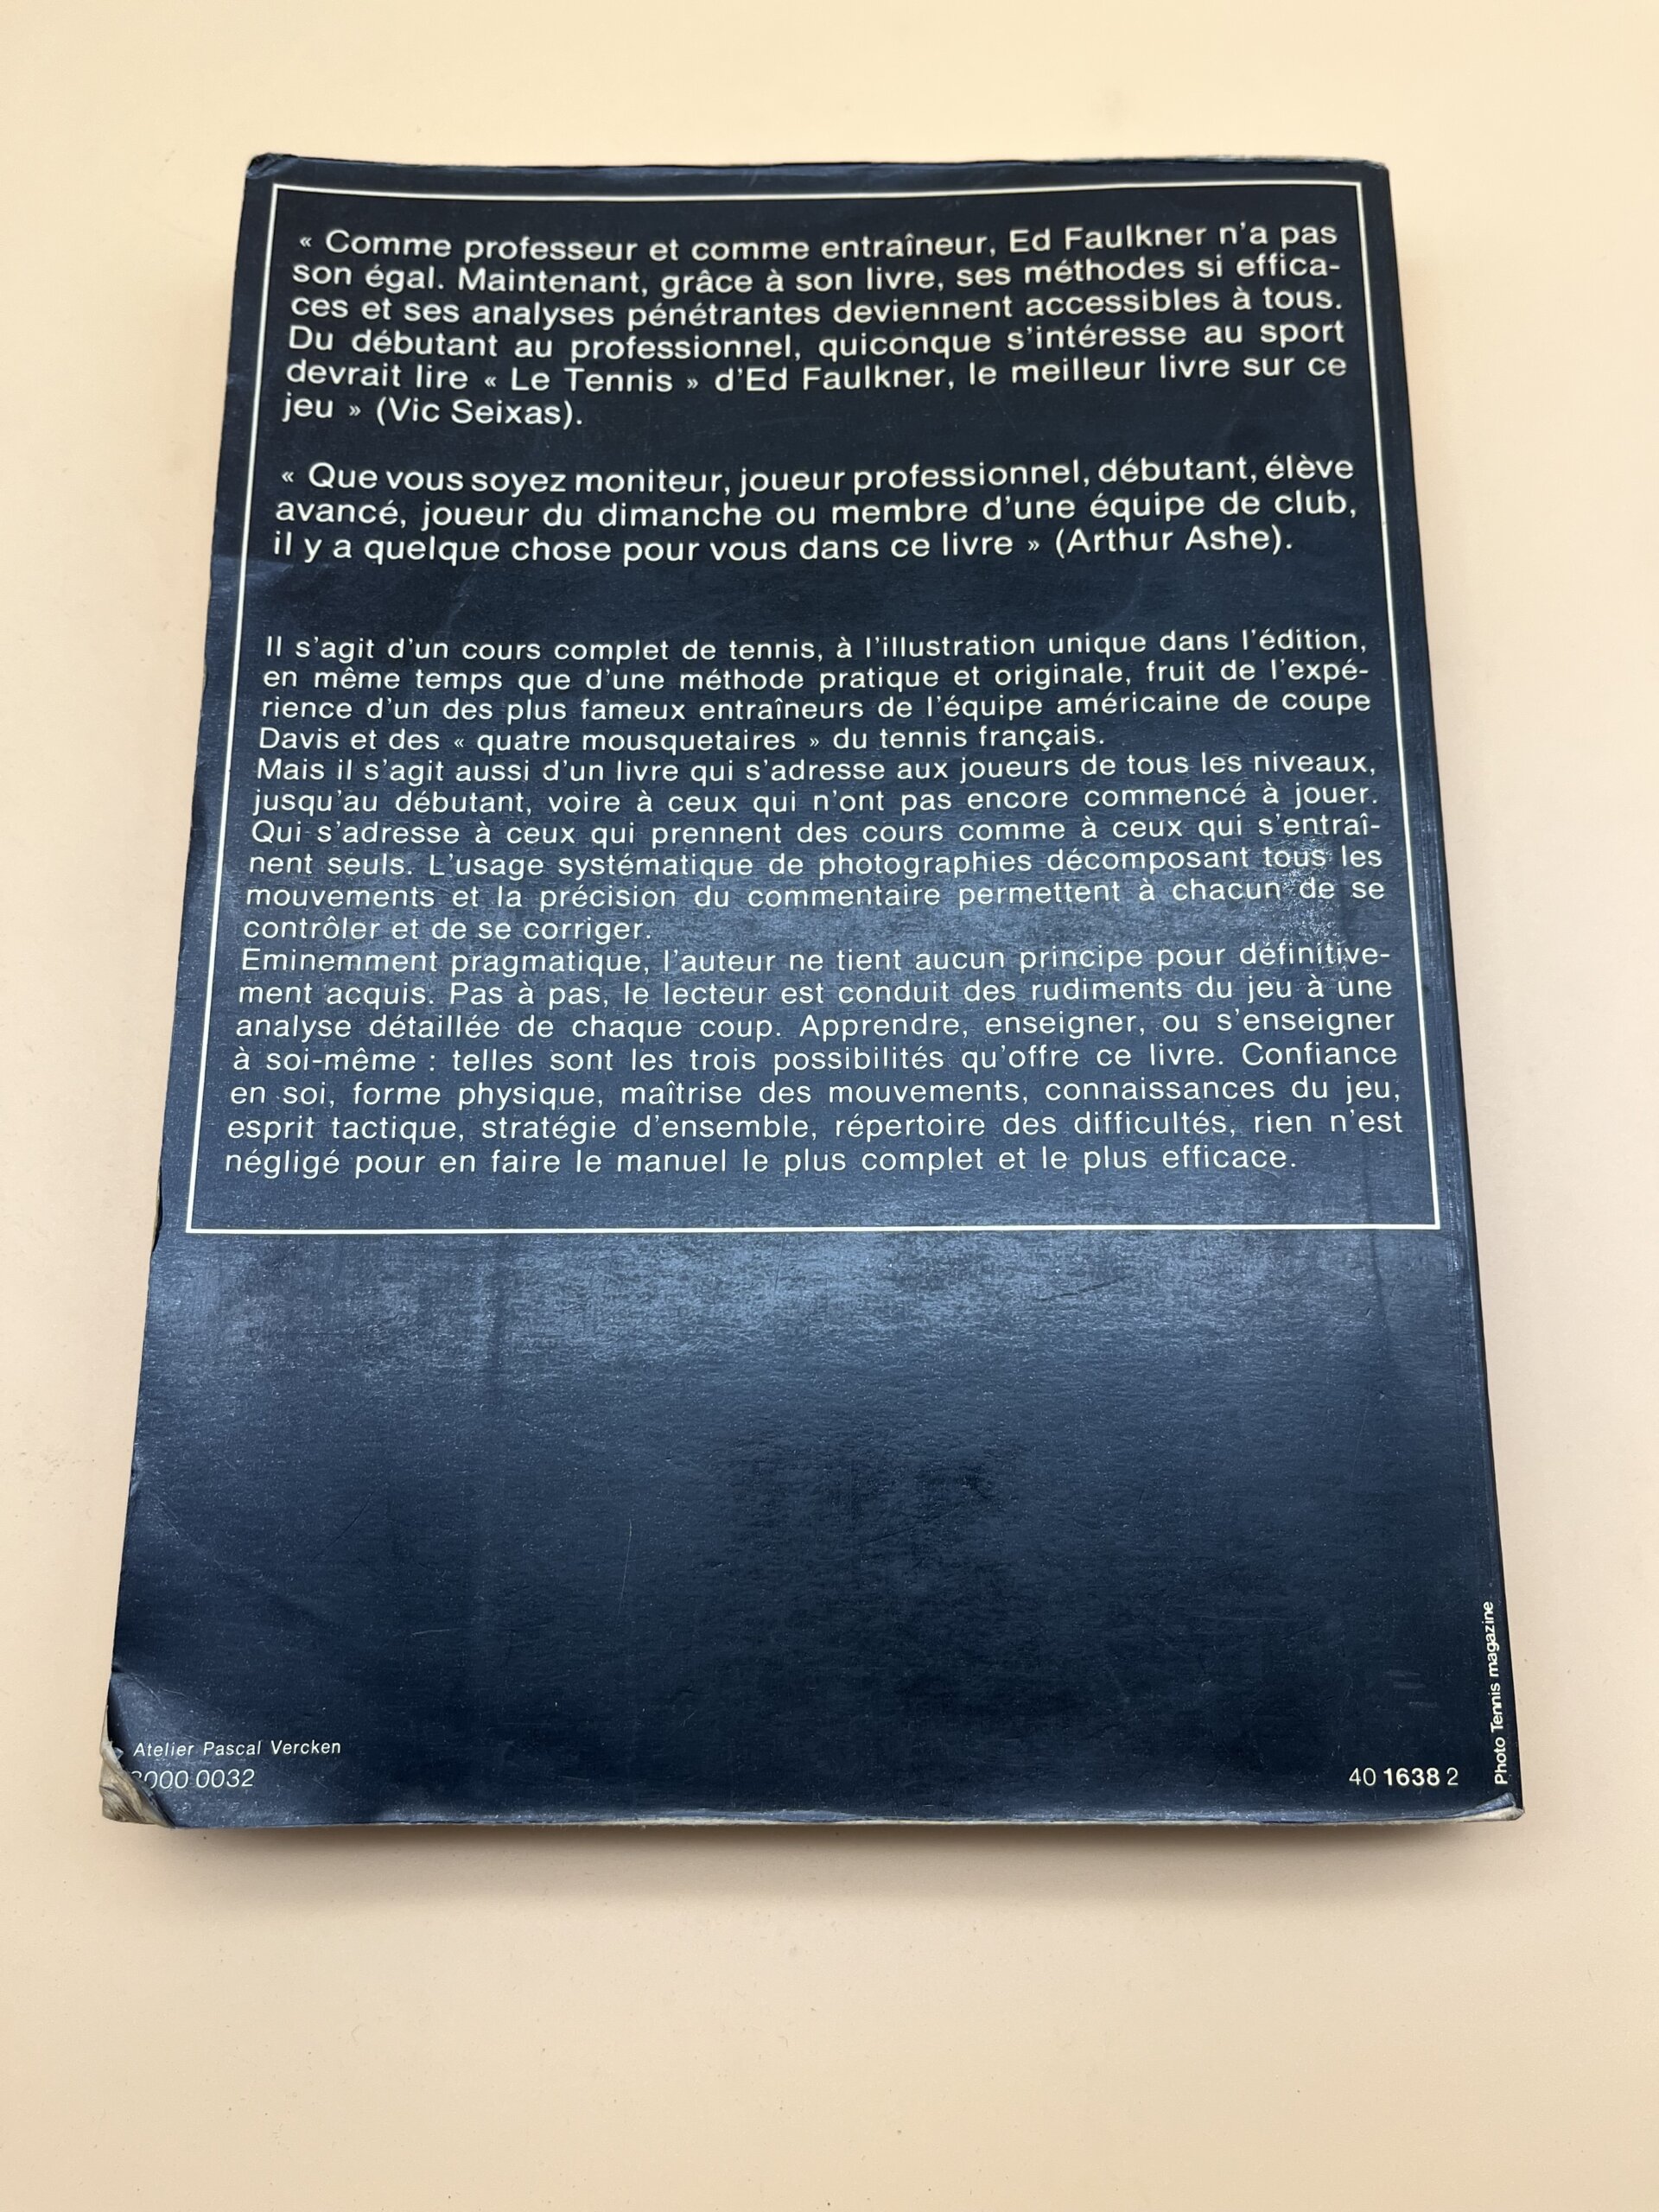 « Comme professeur et comme entraîneur, Ed Faulkner n'a pas
son égal. Maintenant, grâce à son livre, ses méthodes si effica-
ces et ses analyses pénétrantes deviennent accessibles à tous.
Du débutant au professionnel, quiconque s'intéresse au sport
devrait lire « Le Tennis » d'Ed Faulkner, le meilleur livre sur ce
jeu » (Vic Seixas).
« Que vous soyez moniteur, joueur professionnel, débutant, élève
avancé, joueur du dimanche ou membre d'une équipe de club,
il y a quelque chose pour vous dans ce livre » (Arthur Ashe).
Il s'agit d'un cours complet de tennis, à l'illustration unique dans l'édition,
en même temps que d'une méthode pratique et originale, fruit de l'expé-
rience d'un des plus fameux entraîneurs de l'équipe américaine de coupe
Davis et des « quatre mousquetaires » du tennis français.
Mais il s'agit aussi d'un livre qui s'adresse aux joueurs de tous les niveaux,
jusqu'au débutant, voire à ceux qui n'ont pas encore commencé à jouer.
Qui s'adresse à ceux qui prennent des cours comme à ceux qui s'entraî-
nent seuls. L'usage systématique de photographies décomposant tous les
mouvements et la précision du commentaire permettent à chacun de se
contrôler et de se corriger.
Eminemment pragmatique, l'auteur ne tient aucun principe pour définitive-
ment acquis. Pas à pas, le lecteur est conduit des rudiments du jeu à une
analyse détaillée de chaque coup. Apprendre, enseigner, ou s'enseigner
à soi-même : telles sont les trois possibilités qu'offre ce livre. Confiance
en soi, forme physique, maîtrise des mouvements, connaissances du jeu,
esprit tactique, stratégie d'ensemble, répertoire des difficultés, rien n'est
négligé pour en faire le manuel le plus complet et le plus efficace.
Atelier Pascal Vercken
0032
40 1638 2
Photo Tennis magazine